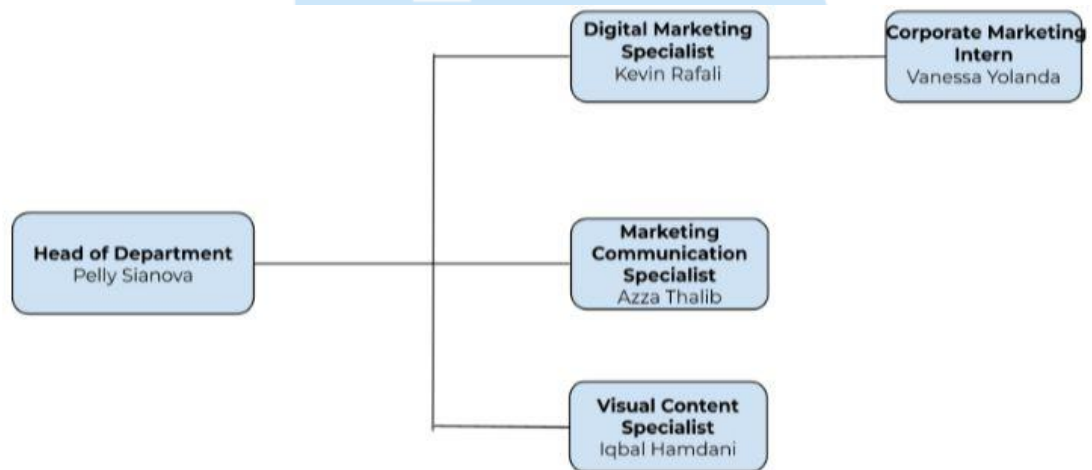 Digital Marketing
Specialist
Kevin Rafali
Corporate Marketing
Intern
Vanessa Yolanda
Head of Department
Pelly Sianova
Marketing
Communication
Specialist
Azza Thalib
Visual Content
Specialist
Iqbal Hamdani